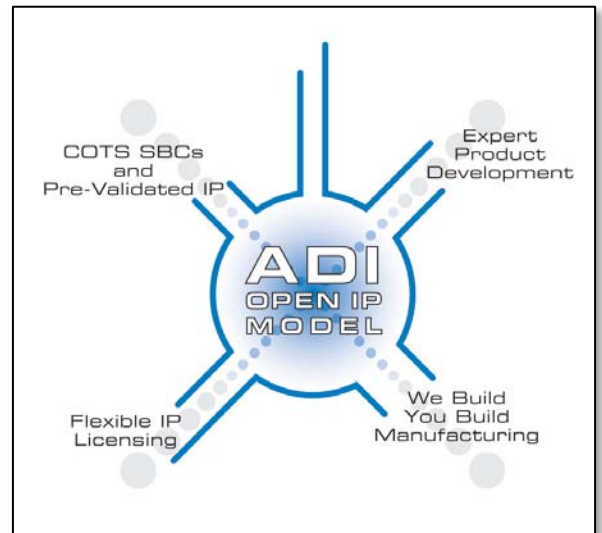 COTS SBCs
and
Pre-Validated IP
Expert
Product
Development
ADI
OPEN IP
MODEL
Flexible IP
Licensing
We Build
You Build
Manufacturing